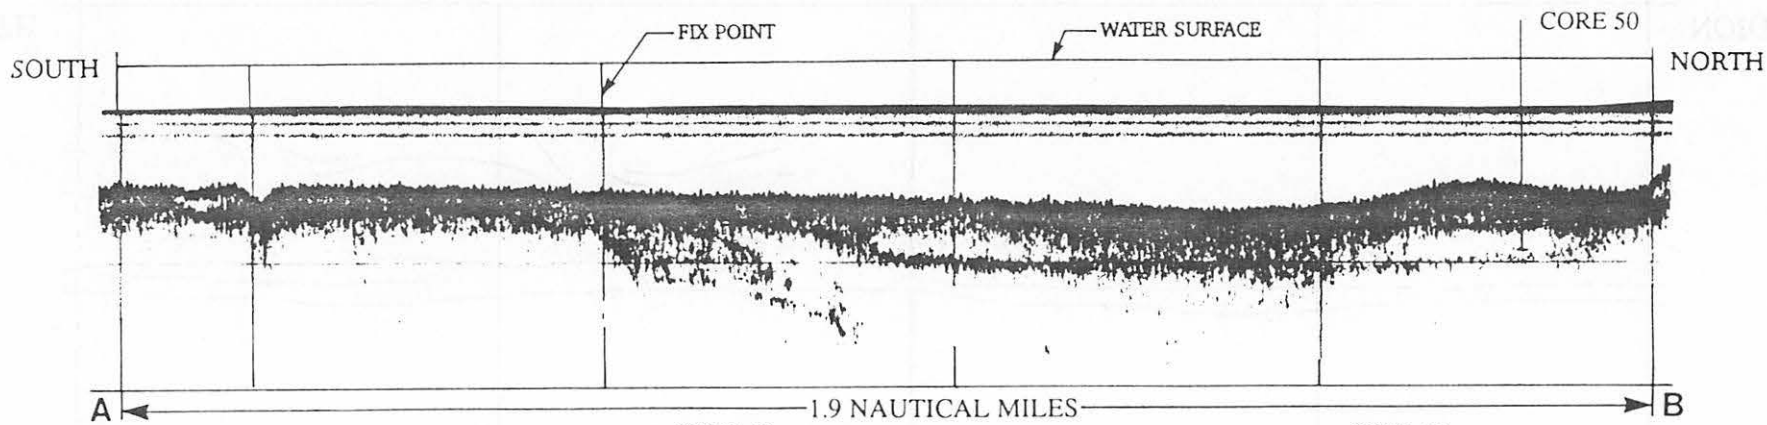 CORE 50
FIX POINT
WATER SURFACE
SOUTH
NORTH
A
1.9 NAUTICAL MILES
B